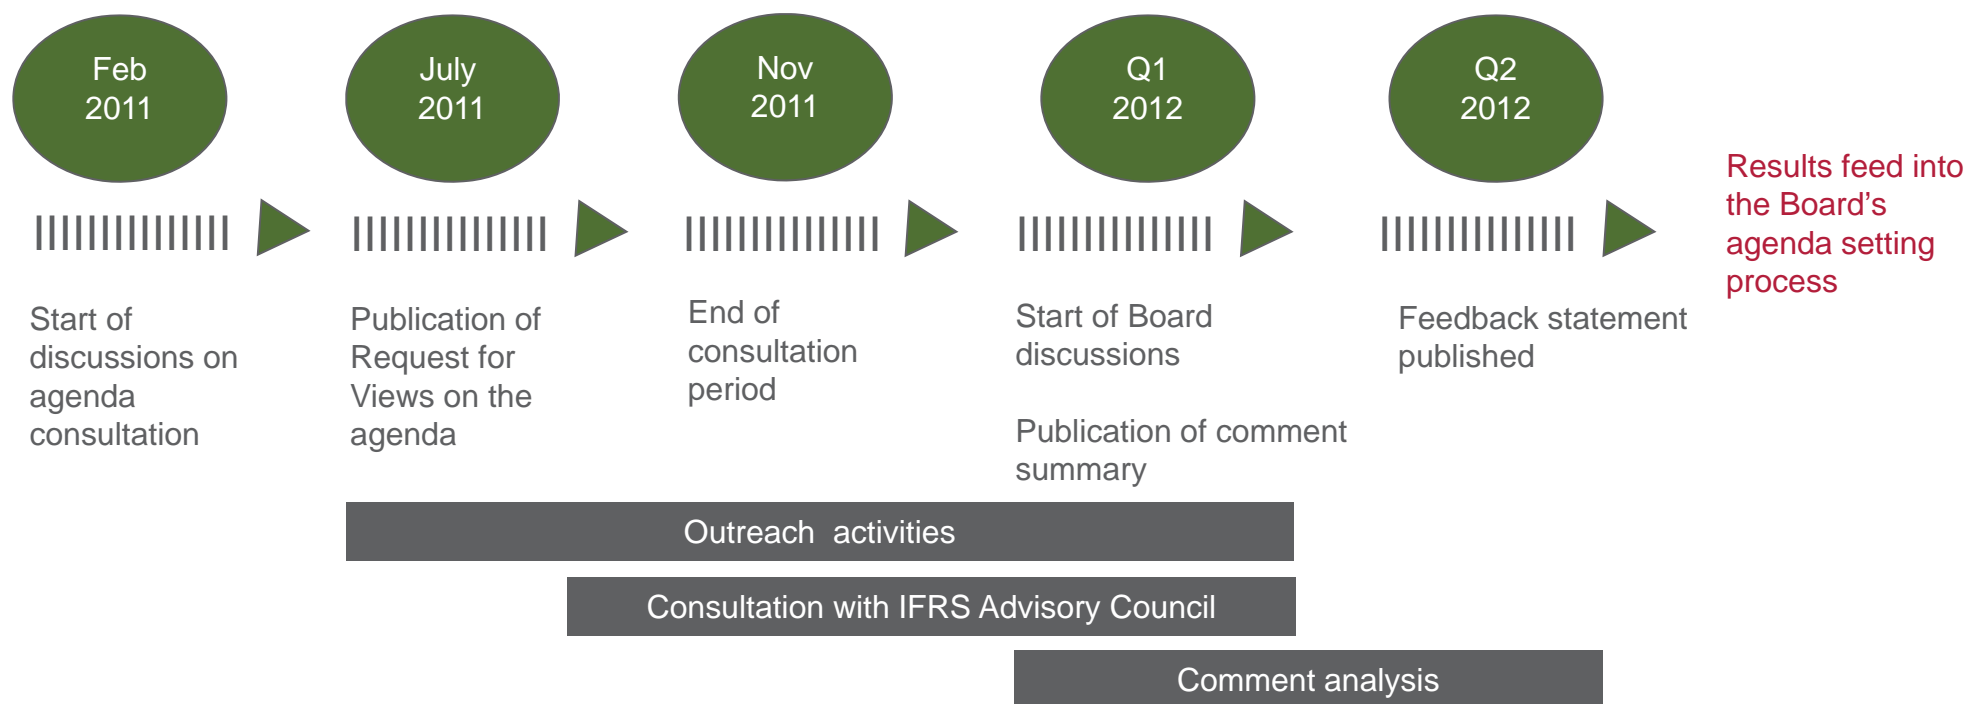 Feb
2011
July
2011
Nov
2011
Q1
2012
Q2
2012
Results feed into
the Board’s
agenda setting
process
Start of
discussions on
agenda
consultation
Publication of
Request for
Views on the
agenda
End of
consultation
period
Start of Board
discussions
Publication of comment
summary
Feedback statement
published
Outreach activities
Consultation with IFRS Advisory Council
Comment analysis